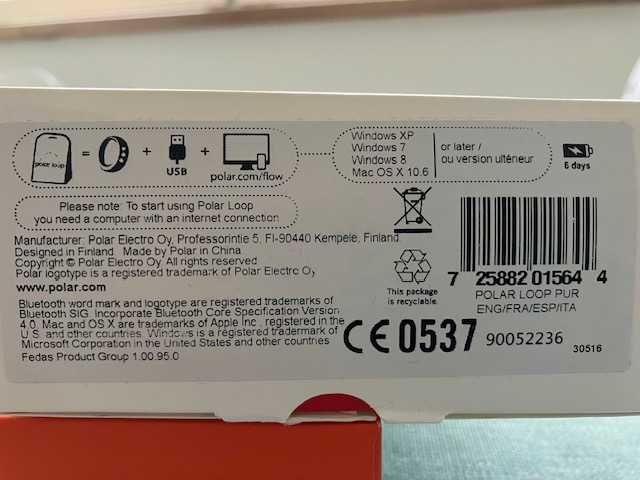 polar loop
=
+
USB
+
polar.com/flow
Windows XP
Windows 7
Windows 8
Mac OS X 10.6
or later /
ou version ultérieur
6 days
Please note: To start using Polar Loop
you need a computer with an internet connection
Manufacturer: Polar Electro Oy, Professorintie 5, FI-90440 Kempele, Finland
Designed in Finland. Made by Polar in China
Copyright © Polar Electro Oy. All rights reserved
Polar logotype is a registered trademark of Polar Electro Oy
www.polar.com
Bluetooth word mark and logotype are registered trademarks of
Bluetooth SIG. Incorporate Bluetooth Core Specification Version
4.0. Mac and OS X are trademarks of Apple Inc., registered in the
U.S. and other countries. Windows is a registered trademark of
Microsoft Corporation in the United States and other countries
Fedas Product Group 1.00.95.0
This package
is recyclable.
7 25882 01564 4
POLAR LOOP PUR
ENG/FRA/ESP/ITA
CE 0537
90052236
30516